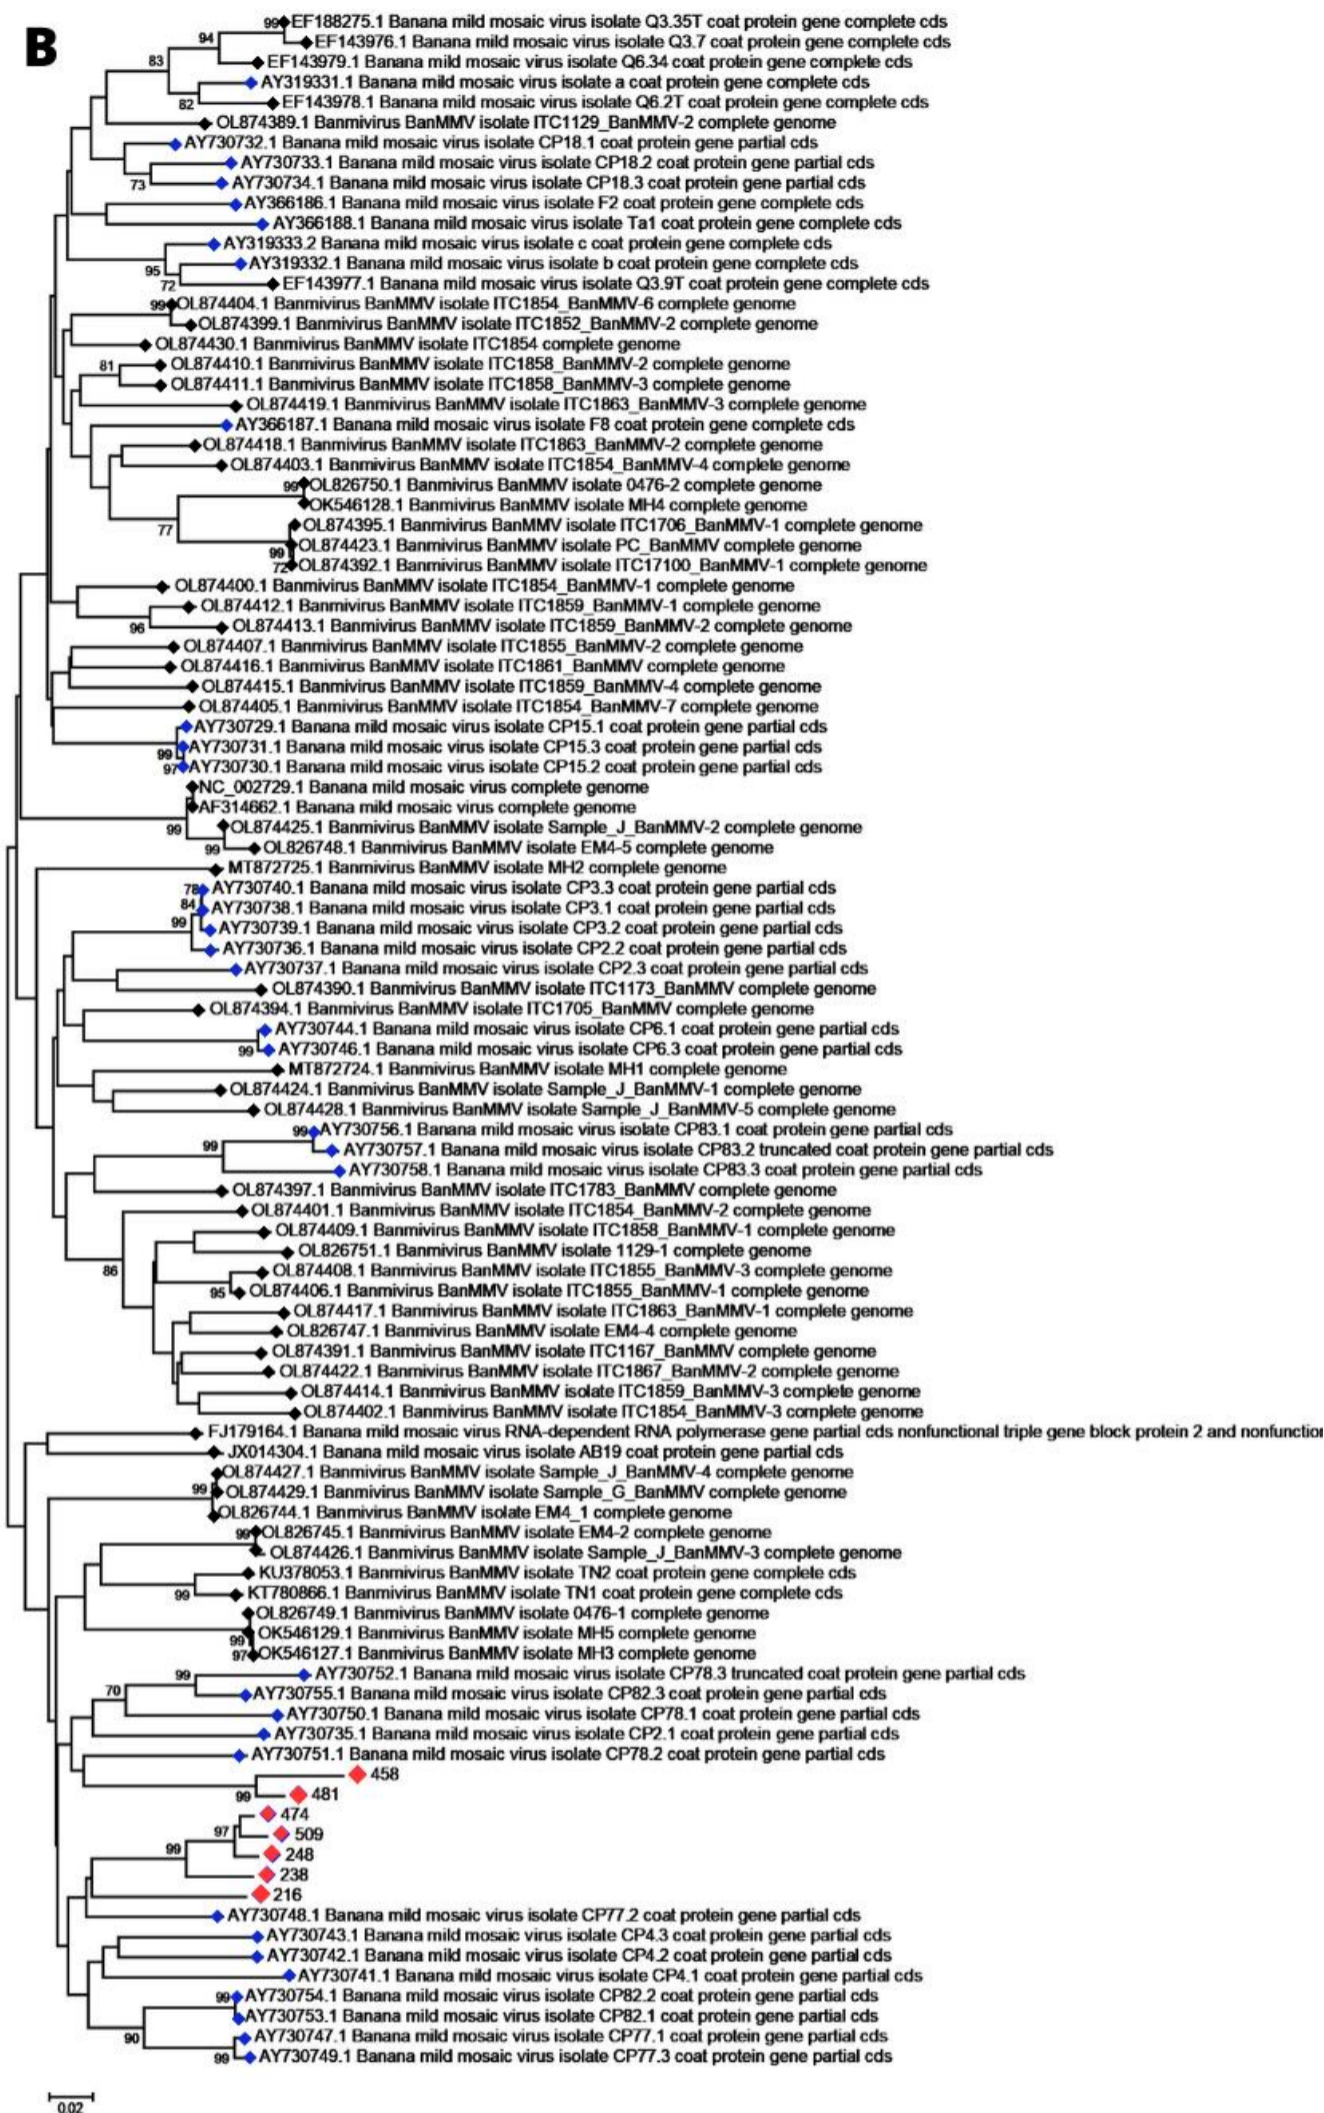 B
99 EF188275.1 Banana mild mosaic virus isolate Q3.35T coat protein gene complete cds
94 EF143976.1 Banana mild mosaic virus isolate Q3.7 coat protein gene complete cds
83 EF143979.1 Banana mild mosaic virus isolate Q6.34 coat protein gene complete cds
AY319331.1 Banana mild mosaic virus isolate a coat protein gene complete cds
82 EF143978.1 Banana mild mosaic virus isolate Q6.2T coat protein gene complete cds
OL874389.1 Banmivirus BanMMV isolate ITC1129_BanMMV-2 complete genome
AY730732.1 Banana mild mosaic virus isolate CP18.1 coat protein gene partial cds
AY730733.1 Banana mild mosaic virus isolate CP18.2 coat protein gene partial cds
73 AY730734.1 Banana mild mosaic virus isolate CP18.3 coat protein gene partial cds
AY366186.1 Banana mild mosaic virus isolate F2 coat protein gene complete cds
AY366188.1 Banana mild mosaic virus isolate Ta1 coat protein gene complete cds
AY319333.2 Banana mild mosaic virus isolate c coat protein gene complete cds
95 AY319332.1 Banana mild mosaic virus isolate b coat protein gene complete cds
72 EF143977.1 Banana mild mosaic virus isolate Q3.9T coat protein gene complete cds
99 OL874404.1 Banmivirus BanMMV isolate ITC1854_BanMMV-6 complete genome
OL874399.1 Banmivirus BanMMV isolate ITC1852_BanMMV-2 complete genome
OL874430.1 Banmivirus BanMMV isolate ITC1854 complete genome
81 OL874410.1 Banmivirus BanMMV isolate ITC1858_BanMMV-2 complete genome
OL874411.1 Banmivirus BanMMV isolate ITC1858_BanMMV-3 complete genome
OL874419.1 Banmivirus BanMMV isolate ITC1863_BanMMV-3 complete genome
AY366187.1 Banana mild mosaic virus isolate F8 coat protein gene complete cds
OL874418.1 Banmivirus BanMMV isolate ITC1863_BanMMV-2 complete genome
OL874403.1 Banmivirus BanMMV isolate ITC1854_BanMMV-4 complete genome
99 OL826750.1 Banmivirus BanMMV isolate 0476-2 complete genome
OK546128.1 Banmivirus BanMMV isolate MH4 complete genome
77 OL874395.1 Banmivirus BanMMV isolate ITC1706_BanMMV-1 complete genome
99 OL874423.1 Banmivirus BanMMV isolate PC_BanMMV complete genome
72 OL874392.1 Banmivirus BanMMV isolate ITC17100_BanMMV-1 complete genome
OL874400.1 Banmivirus BanMMV isolate ITC1854_BanMMV-1 complete genome
OL874412.1 Banmivirus BanMMV isolate ITC1859_BanMMV-1 complete genome
96 OL874413.1 Banmivirus BanMMV isolate ITC1859_BanMMV-2 complete genome
OL874407.1 Banmivirus BanMMV isolate ITC1855_BanMMV-2 complete genome
OL874416.1 Banmivirus BanMMV isolate ITC1861_BanMMV complete genome
OL874415.1 Banmivirus BanMMV isolate ITC1859_BanMMV-4 complete genome
OL874405.1 Banmivirus BanMMV isolate ITC1854_BanMMV-7 complete genome
AY730729.1 Banana mild mosaic virus isolate CP15.1 coat protein gene partial cds
99 AY730731.1 Banana mild mosaic virus isolate CP15.3 coat protein gene partial cds
97 AY730730.1 Banana mild mosaic virus isolate CP15.2 coat protein gene partial cds
NC_002729.1 Banana mild mosaic virus complete genome
AF314662.1 Banana mild mosaic virus complete genome
99 OL874425.1 Banmivirus BanMMV isolate Sample_J_BanMMV-2 complete genome
99 OL826748.1 Banmivirus BanMMV isolate EM4-5 complete genome
MT872725.1 Banmivirus BanMMV isolate MH2 complete genome
78 AY730740.1 Banana mild mosaic virus isolate CP3.3 coat protein gene partial cds
84 AY730738.1 Banana mild mosaic virus isolate CP3.1 coat protein gene partial cds
99 AY730739.1 Banana mild mosaic virus isolate CP3.2 coat protein gene partial cds
AY730736.1 Banana mild mosaic virus isolate CP2.2 coat protein gene partial cds
AY730737.1 Banana mild mosaic virus isolate CP2.3 coat protein gene partial cds
OL874390.1 Banmivirus BanMMV isolate ITC1173_BanMMV complete genome
OL874394.1 Banmivirus BanMMV isolate ITC1705_BanMMV complete genome
AY730744.1 Banana mild mosaic virus isolate CP6.1 coat protein gene partial cds
99 AY730746.1 Banana mild mosaic virus isolate CP6.3 coat protein gene partial cds
MT872724.1 Banmivirus BanMMV isolate MH1 complete genome
OL874424.1 Banmivirus BanMMV isolate Sample_J_BanMMV-1 complete genome
OL874428.1 Banmivirus BanMMV isolate Sample_J_BanMMV-5 complete genome
99 AY730756.1 Banana mild mosaic virus isolate CP83.1 coat protein gene partial cds
99 AY730757.1 Banana mild mosaic virus isolate CP83.2 truncated coat protein gene partial cds
AY730758.1 Banana mild mosaic virus isolate CP83.3 coat protein gene partial cds
OL874397.1 Banmivirus BanMMV isolate ITC1783_BanMMV complete genome
OL874401.1 Banmivirus BanMMV isolate ITC1854_BanMMV-2 complete genome
OL874409.1 Banmivirus BanMMV isolate ITC1858_BanMMV-1 complete genome
OL826751.1 Banmivirus BanMMV isolate 1129-1 complete genome
86 OL874408.1 Banmivirus BanMMV isolate ITC1855_BanMMV-3 complete genome
95 OL874406.1 Banmivirus BanMMV isolate ITC1855_BanMMV-1 complete genome
OL874417.1 Banmivirus BanMMV isolate ITC1863_BanMMV-1 complete genome
OL826747.1 Banmivirus BanMMV isolate EM4-4 complete genome
OL874391.1 Banmivirus BanMMV isolate ITC1167_BanMMV complete genome
OL874422.1 Banmivirus BanMMV isolate ITC1867_BanMMV-2 complete genome
OL874414.1 Banmivirus BanMMV isolate ITC1859_BanMMV-3 complete genome
OL874402.1 Banmivirus BanMMV isolate ITC1854_BanMMV-3 complete genome
FJ179164.1 Banana mild mosaic virus RNA-dependent RNA polymerase gene partial cds nonfunctional triple gene block protein 2 and nonfunction
JX014304.1 Banana mild mosaic virus isolate AB19 coat protein gene partial cds
OL874427.1 Banmivirus BanMMV isolate Sample_J_BanMMV-4 complete genome
99 OL874429.1 Banmivirus BanMMV isolate Sample_G_BanMMV complete genome
OL826744.1 Banmivirus BanMMV isolate EM4_1 complete genome
99 OL826745.1 Banmivirus BanMMV isolate EM4-2 complete genome
OL874426.1 Banmivirus BanMMV isolate Sample_J_BanMMV-3 complete genome
KU378053.1 Banmivirus BanMMV isolate TN2 coat protein gene complete cds
99 KT780866.1 Banmivirus BanMMV isolate TN1 coat protein gene complete cds
OL826749.1 Banmivirus BanMMV isolate 0476-1 complete genome
99 OK546129.1 Banmivirus BanMMV isolate MH5 complete genome
97 OK546127.1 Banmivirus BanMMV isolate MH3 complete genome
99 AY730752.1 Banana mild mosaic virus isolate CP78.3 truncated coat protein gene partial cds
70 AY730755.1 Banana mild mosaic virus isolate CP82.3 coat protein gene partial cds
AY730750.1 Banana mild mosaic virus isolate CP78.1 coat protein gene partial cds
AY730735.1 Banana mild mosaic virus isolate CP2.1 coat protein gene partial cds
AY730751.1 Banana mild mosaic virus isolate CP78.2 coat protein gene partial cds
458
99 481
474
97 509
99 248
238
216
AY730748.1 Banana mild mosaic virus isolate CP77.2 coat protein gene partial cds
AY730743.1 Banana mild mosaic virus isolate CP4.3 coat protein gene partial cds
AY730742.1 Banana mild mosaic virus isolate CP4.2 coat protein gene partial cds
AY730741.1 Banana mild mosaic virus isolate CP4.1 coat protein gene partial cds
99 AY730754.1 Banana mild mosaic virus isolate CP82.2 coat protein gene partial cds
AY730753.1 Banana mild mosaic virus isolate CP82.1 coat protein gene partial cds
90 AY730747.1 Banana mild mosaic virus isolate CP77.1 coat protein gene partial cds
99 AY730749.1 Banana mild mosaic virus isolate CP77.3 coat protein gene partial cds
0.02